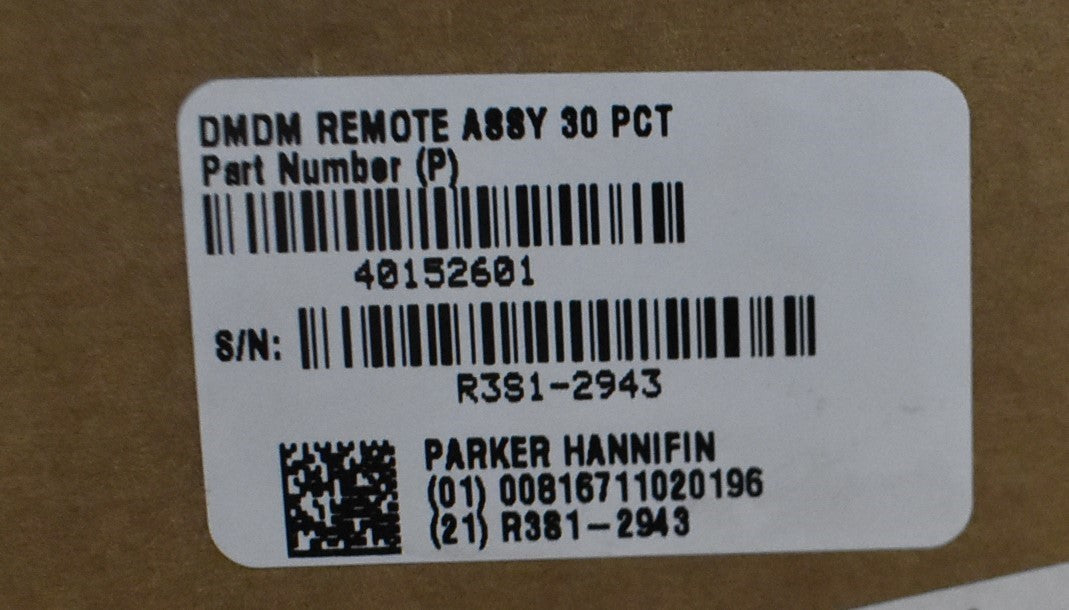 DMDM REMOTE ASSY 30 PCT
Part Number (P)
40152601
S/N:
R3S1-2943
PARKER HANNIFIN
(01) 00816711020196
(21) R3S1-2943